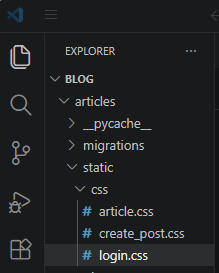 EXPLORER
BLOG
articles
__pycache__
migrations
static
css
# article.css
# create_post.css
# login.css